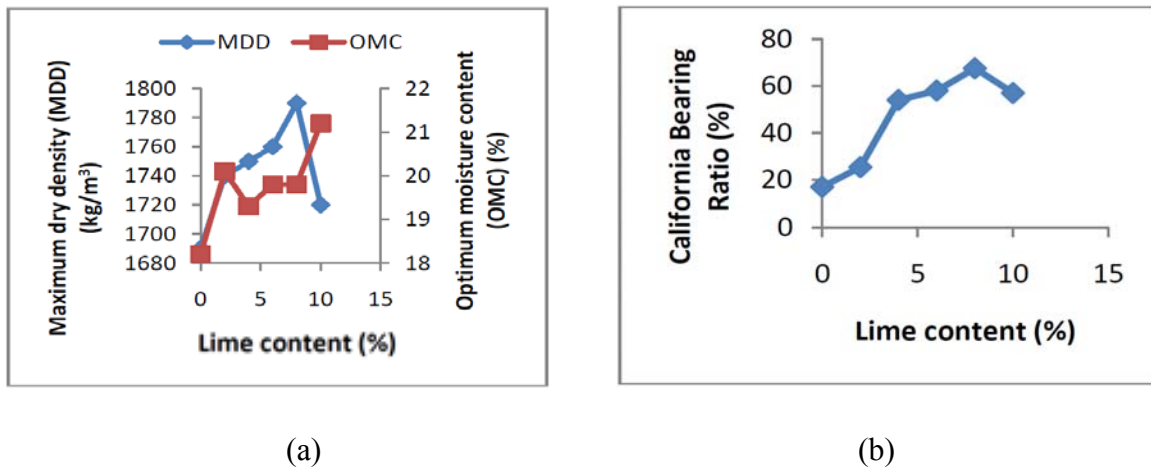 MDD OMC
Maximum dry density (MDD)
(kg/m³)
1800
1780
1760
1740
1720
1700
1680
22
21
20
19
18
Optimum moisture content
(OMC) (%)
0 5 10 15
Lime content (%)
(a)
California Bearing
Ratio (%)
80
60
40
20
0
0 5 10 15
Lime content (%)
(b)